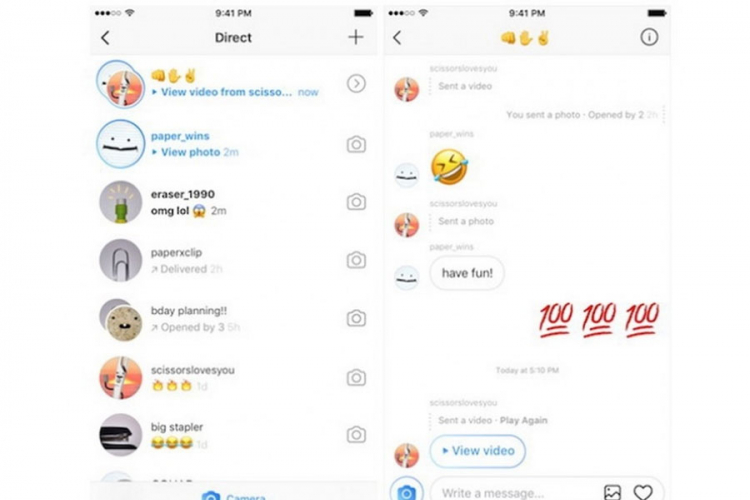 9:41 PM
Direct
👊✋✌️
View video from scisso... now
paper_wins
View photo 2m
eraser_1990
omg lol 😱 2m
paperxclip
Delivered 2h
bday planning!!
Opened by 3 5h
scissorslovesyou
🔥🔥🔥 1d
big stapler
😂😂😂 1d
Camera
9:41 PM
👊✋✌️
scissorslovesyou
Sent a video
You sent a photo · Opened by 2 2h
paper_wins
🤣
scissorslovesyou
Sent a photo
paper_wins
have fun!
💯 💯 💯
Today at 5:10 PM
scissorslovesyou
Sent a video · Play Again
View video
Write a message...